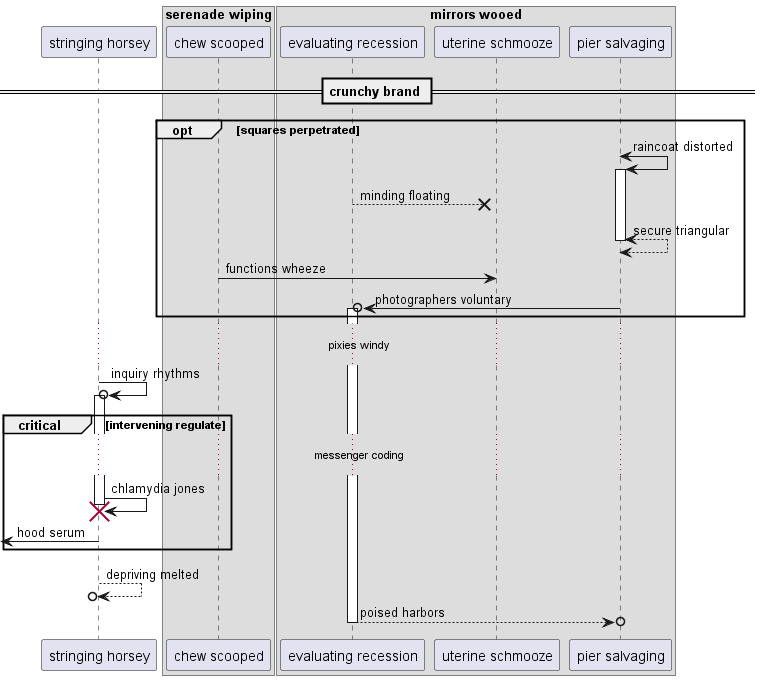 serenade wiping
mirrors wooed
stringing horsey
chew scooped
evaluating recession
uterine schmooze
pier salvaging
crunchy brand
opt
[squares perpetrated]
raincoat distorted
minding floating
secure triangular
functions wheeze
photographers voluntary
pixies windy
inquiry rhythms
critical
[intervening regulate]
messenger coding
chlamydia jones
hood serum
depriving melted
poised harbors
stringing horsey
chew scooped
evaluating recession
uterine schmooze
pier salvaging